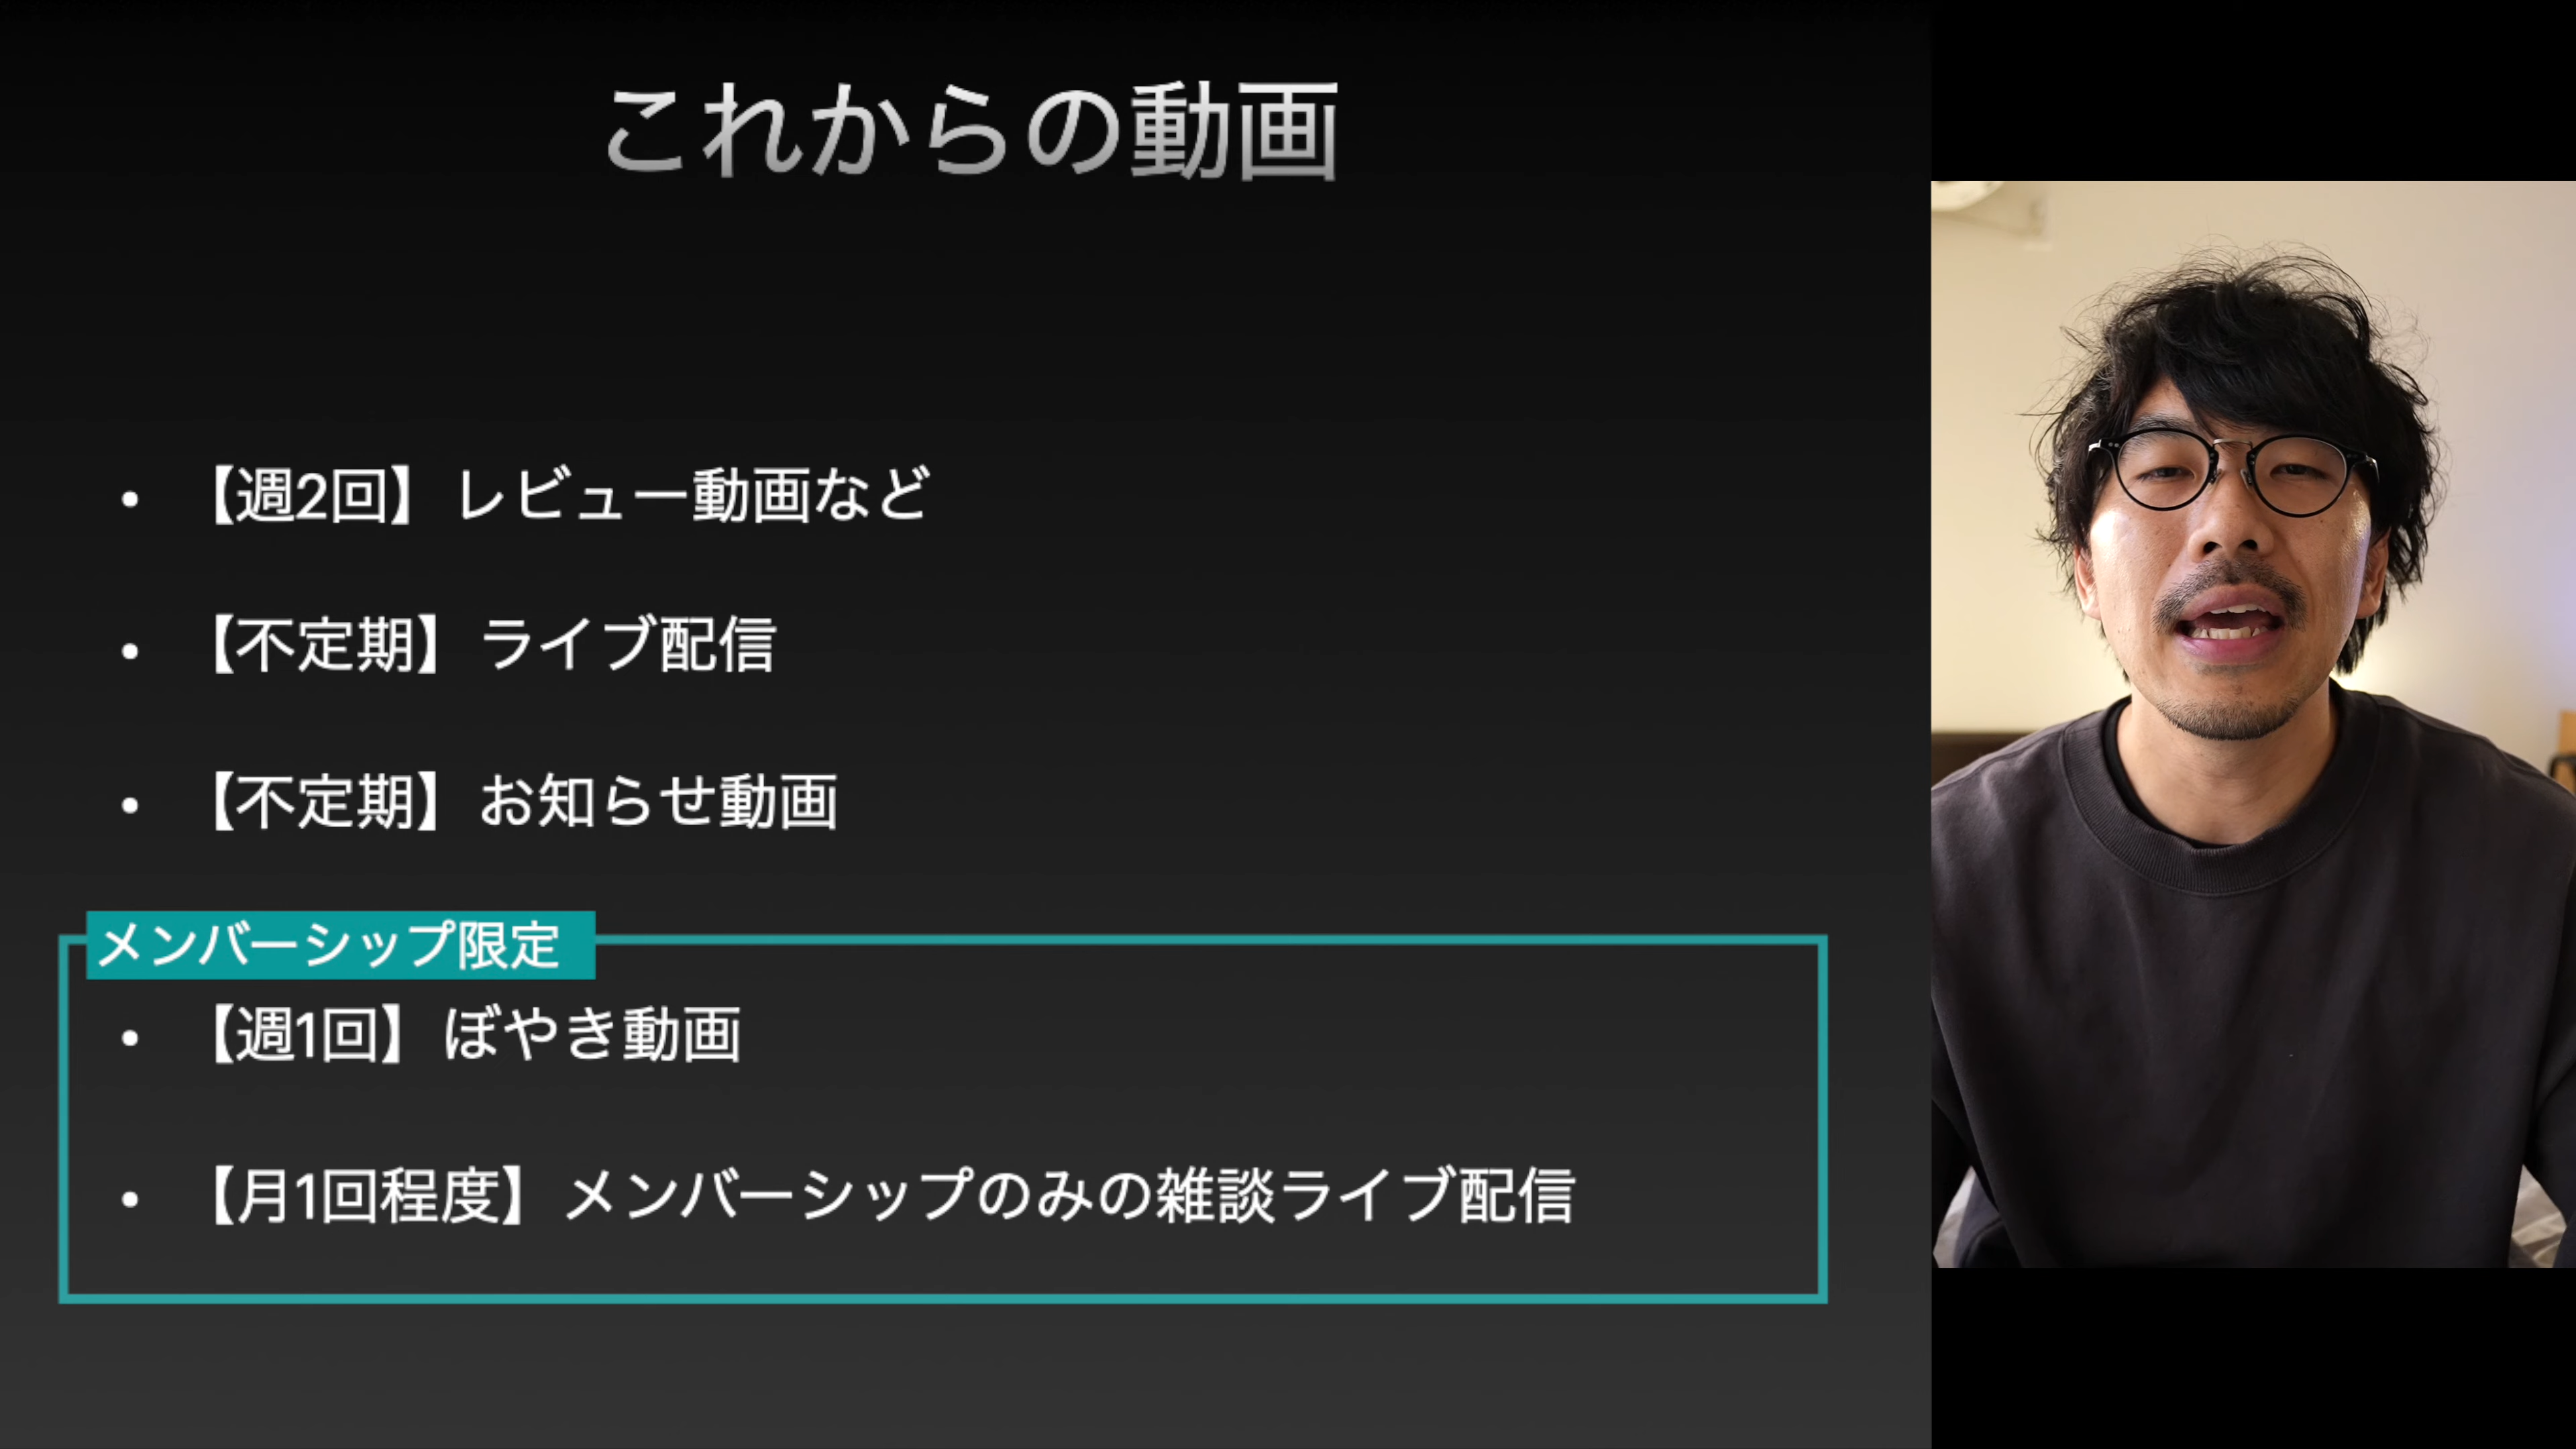 これからの動画
• 【週2回】レビュー動画など
• 【不定期】ライブ配信
• 【不定期】お知らせ動画
メンバーシップ限定
• 【週1回】ぼやき動画
• 【月1回程度】メンバーシップのみの雑談ライブ配信